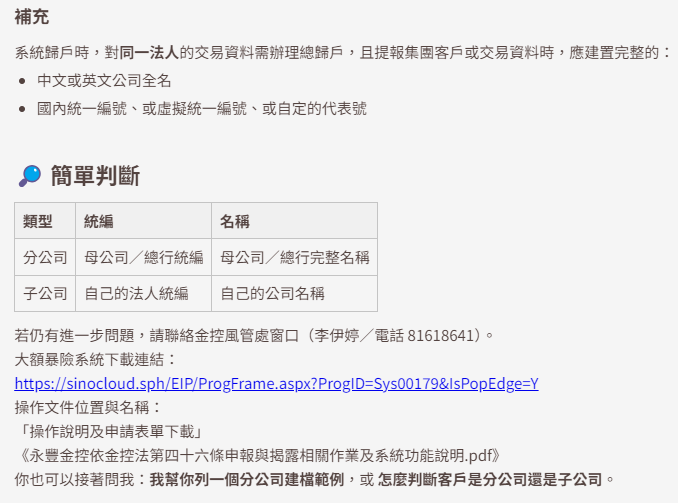 補充
系統歸戶時，對同一法人的交易資料需辦理總歸戶，且提報集團客戶或交易資料時，應建置完整的：
• 中文或英文公司全名
• 國內統一編號、或虛擬統一編號、或自定的代表號
🔎 簡單判斷
類型 統編 名稱
分公司 母公司／總行統編 母公司／總行完整名稱
子公司 自己的法人統編 自己的公司名稱
若仍有進一步問題，請聯絡金控風管處窗口（李伊婷／電話 81618641）。
大額暴險系統下載連結：
https://sinocloud.sph/EIP/ProgFrame.aspx?ProgID=Sys00179&IsPopEdge=Y
操作文件位置與名稱：
「操作說明及申請表單下載」
《永豐金控依金控法第四十六條申報與揭露相關作業及系統功能說明.pdf》
你也可以接著問我：我幫你列一個分公司建檔範例，或 怎麼判斷客戶是分公司還是子公司。